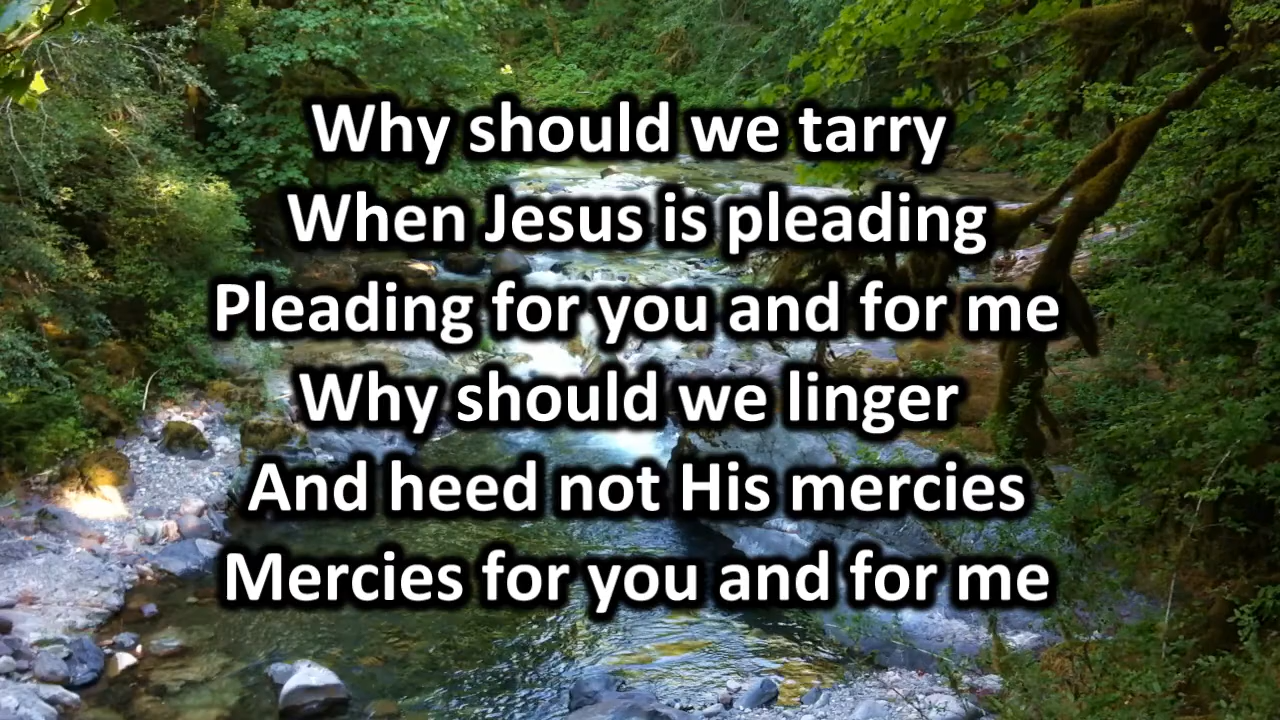 Why should we tarry
When Jesus is pleading
Pleading for you and for me
Why should we linger
And heed not His mercies
Mercies for you and for me